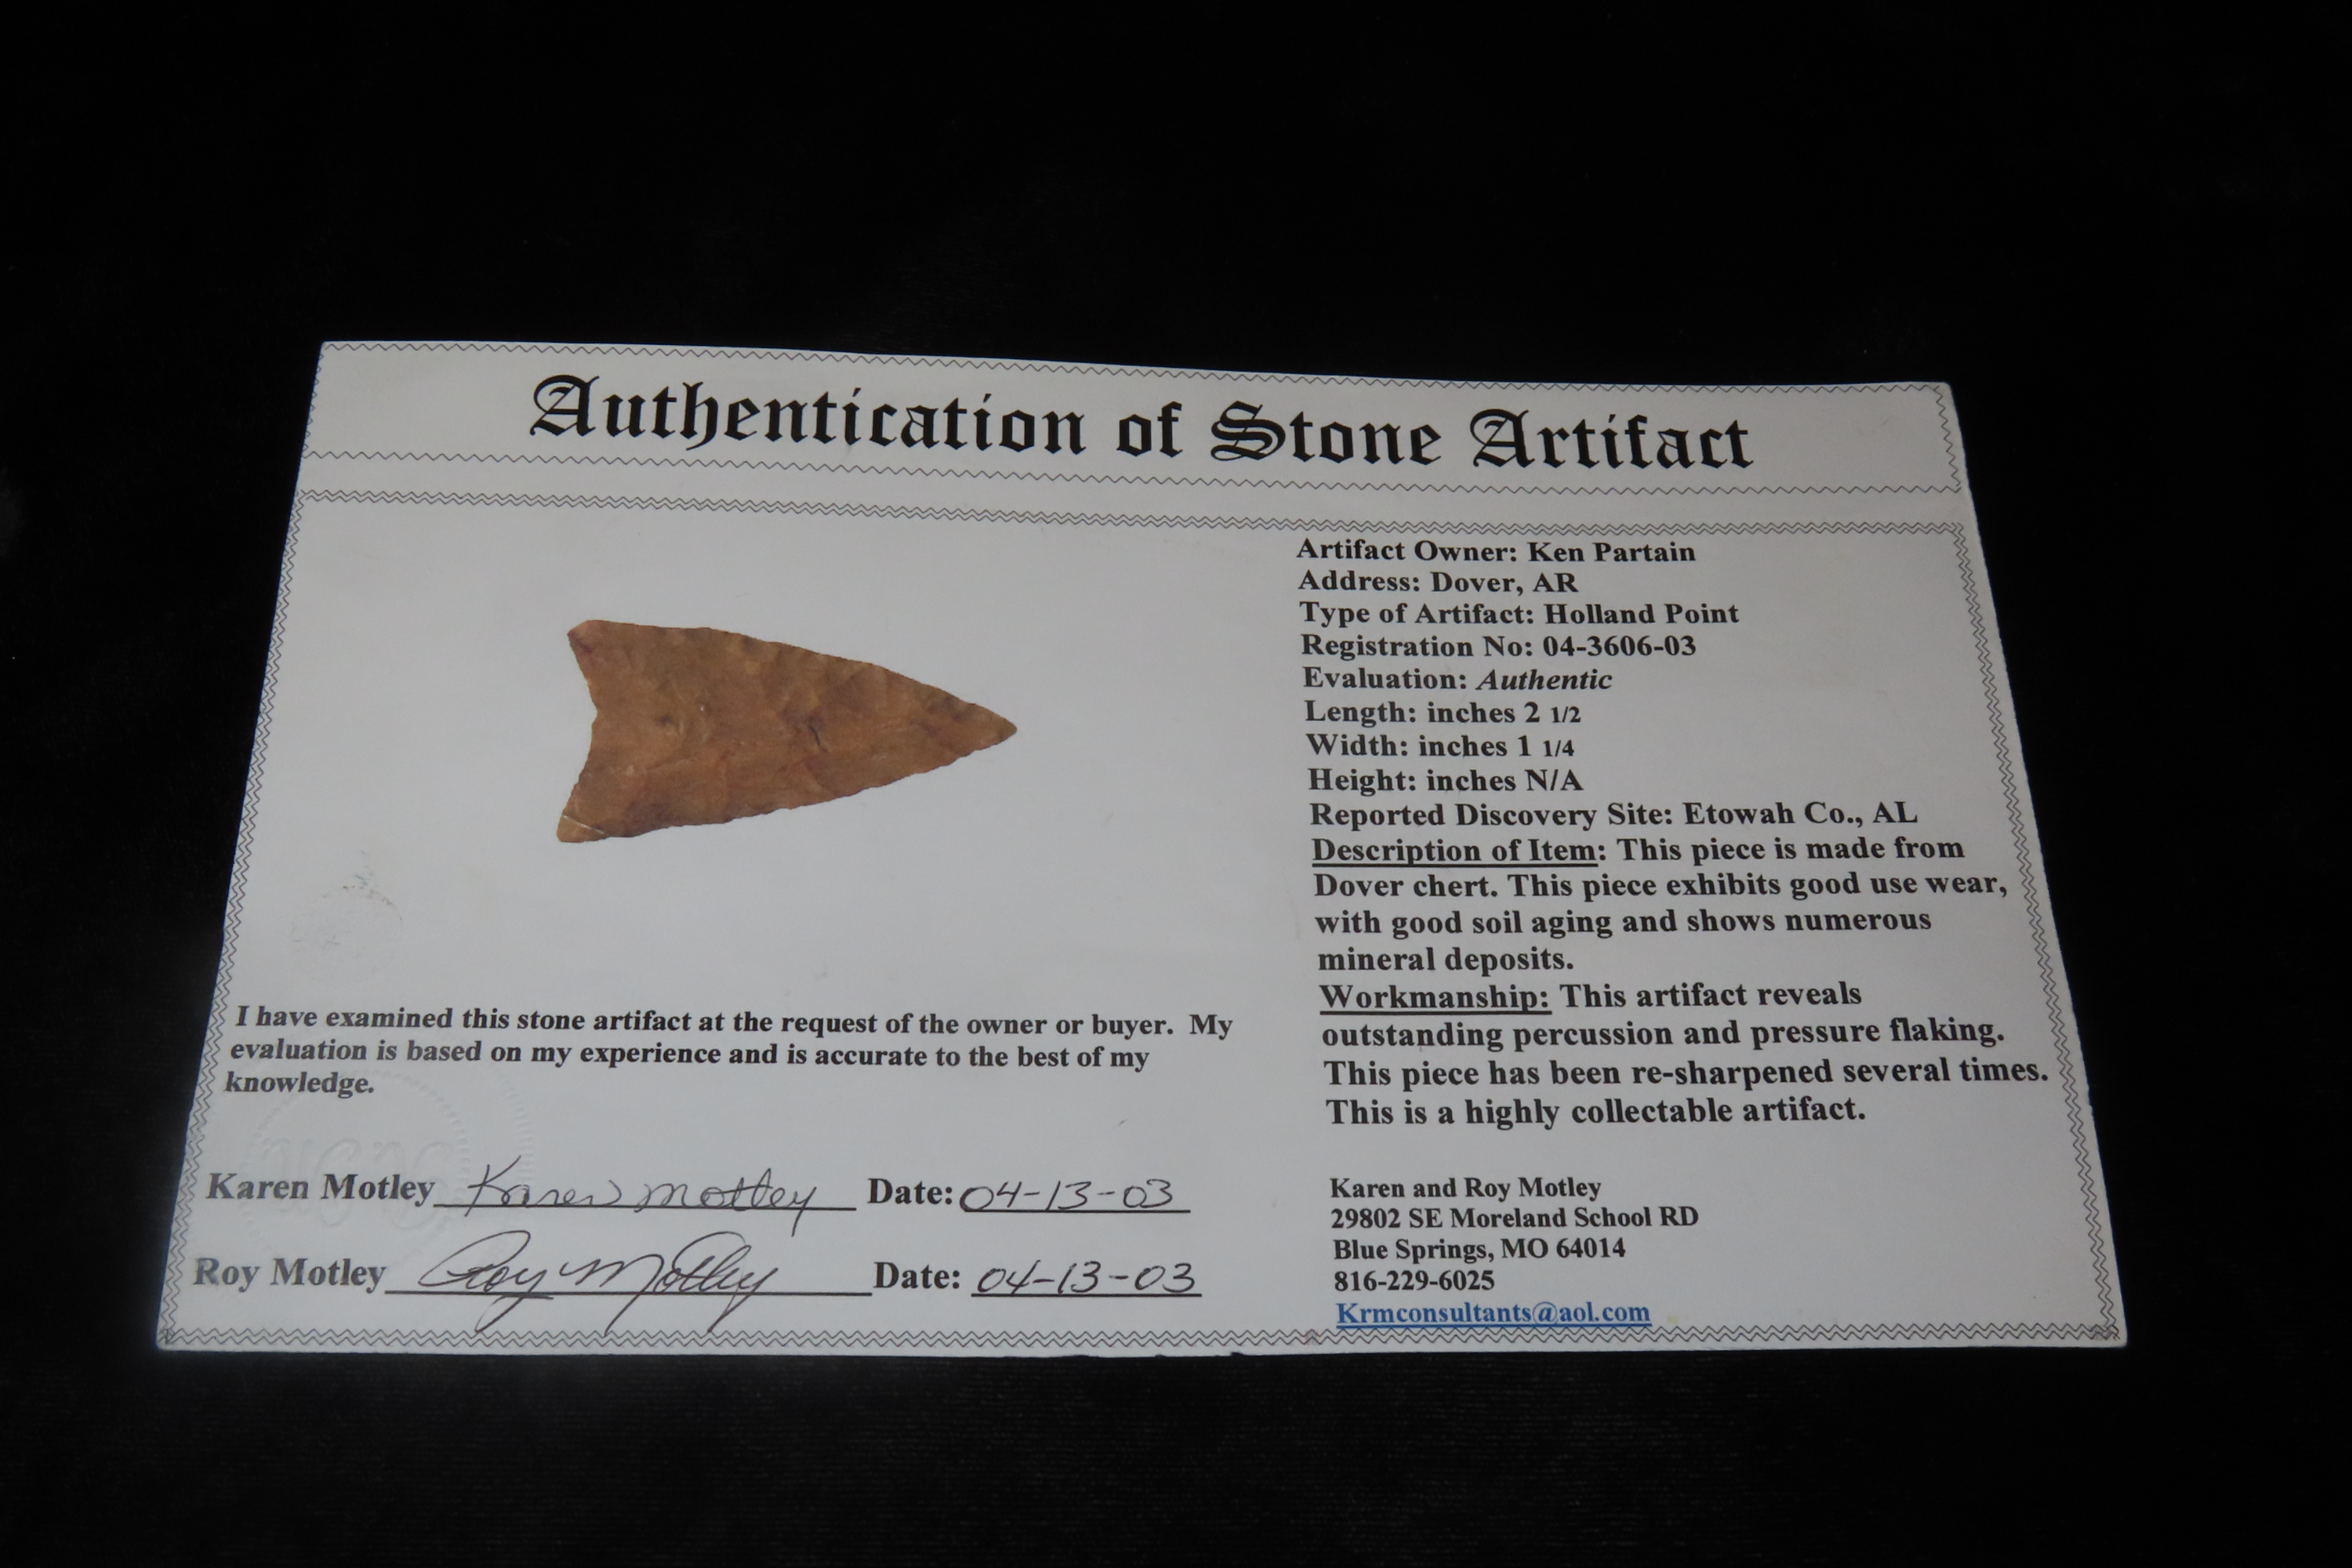 Authentication of Stone Artifact
Artifact Owner: Ken Partain
Address: Dover, AR
Type of Artifact: Holland Point
Registration No: 04-3606-03
Evaluation: Authentic
Length: inches 2 1/2
Width: inches 1 1/4
Height: inches N/A
Reported Discovery Site: Etowah Co., AL
Description of Item: This piece is made from
Dover chert. This piece exhibits good use wear,
with good soil aging and shows numerous
mineral deposits.
Workmanship: This artifact reveals
outstanding percussion and pressure flaking.
This piece has been re-sharpened several times.
This is a highly collectable artifact.
I have examined this stone artifact at the request of the owner or buyer. My
evaluation is based on my experience and is accurate to the best of my
knowledge.
Karen Motley Karen Motley Date: 04-13-03
Roy Motley Roy Motley Date: 04-13-03
Karen and Roy Motley
29802 SE Moreland School RD
Blue Springs, MO 64014
816-229-6025
Krmconsultants@aol.com